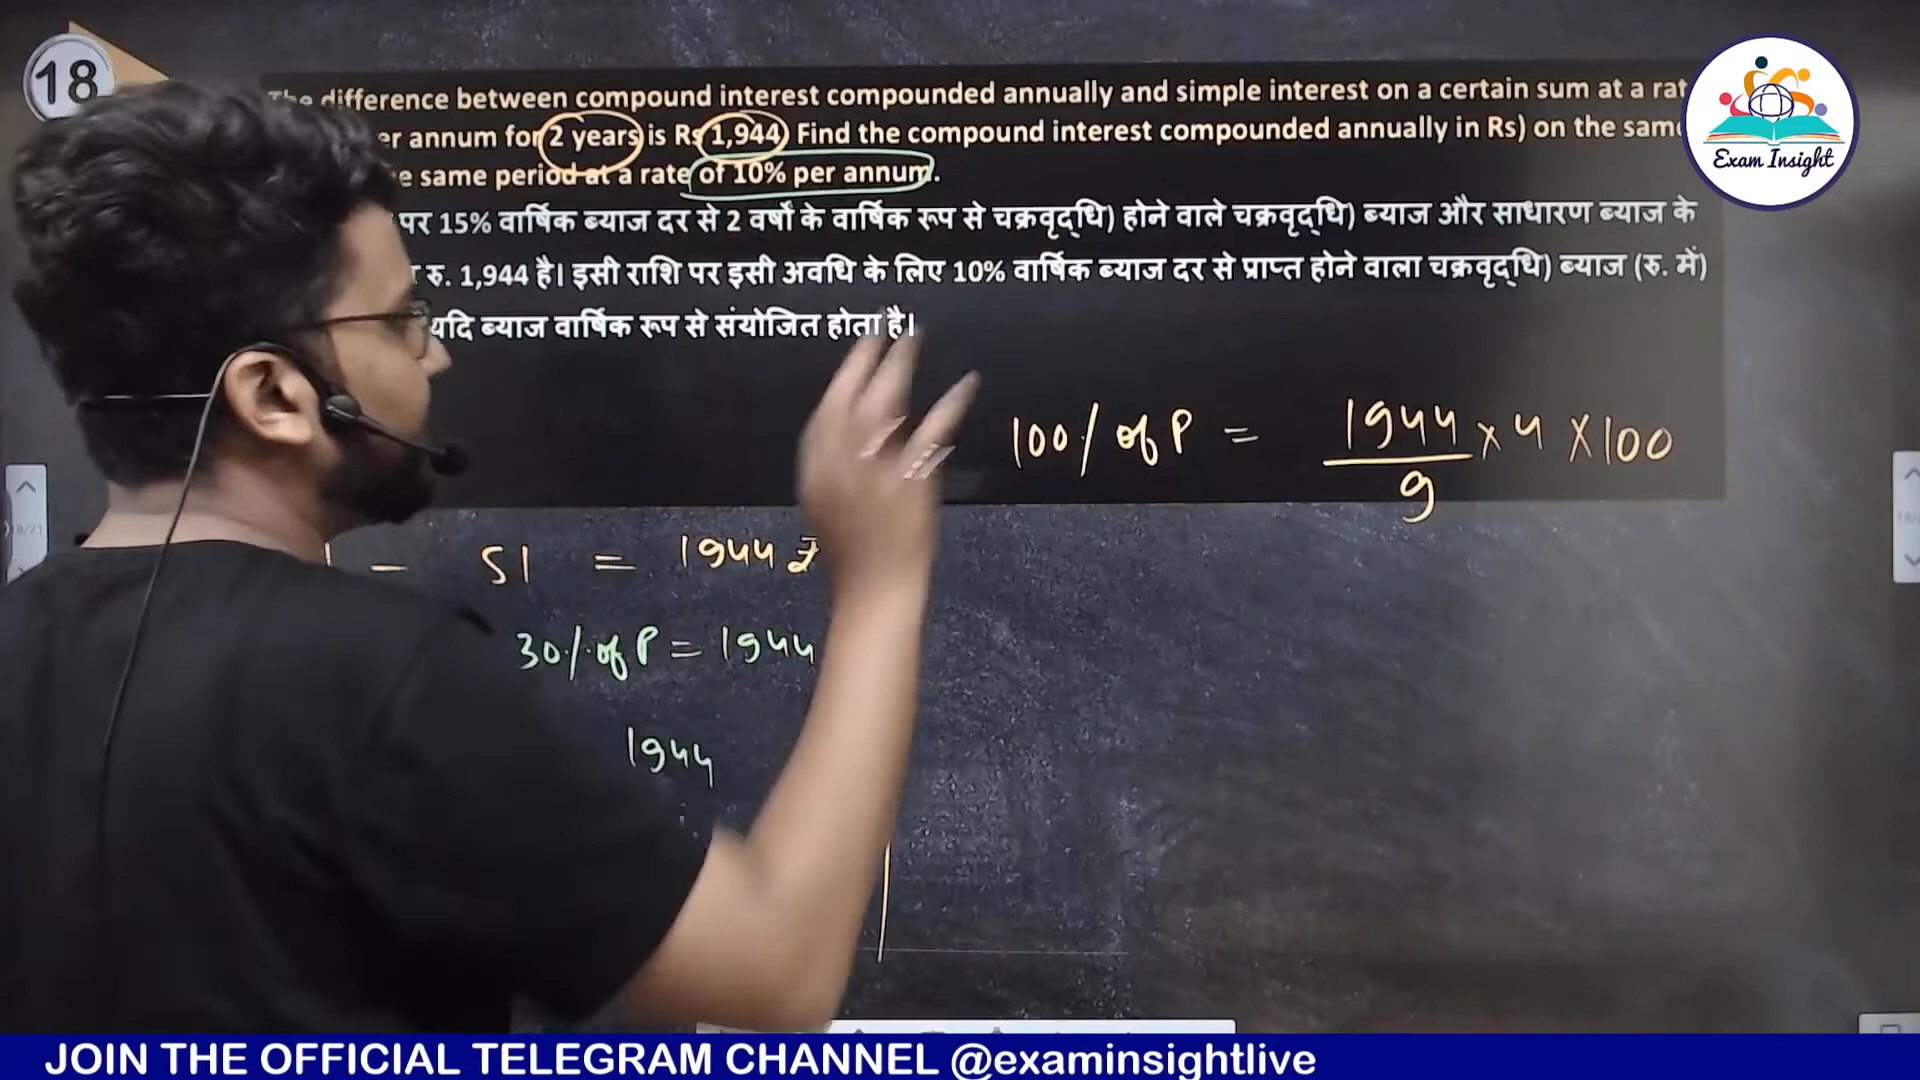 18
The difference between compound interest compounded annually and simple interest on a certain sum at a rat
er annum for 2 years is Rs 1,944 Find the compound interest compounded annually in Rs) on the same
e same period at a rate of 10% per annum.
पर 15% वार्षिक ब्याज दर से 2 वर्षों के वार्षिक रूप से चक्रवृद्धि) होने वाले चक्रवृद्धि) ब्याज और साधारण ब्याज के
रु. 1,944 है। इसी राशि पर इसी अवधि के लिए 10% वार्षिक ब्याज दर से प्राप्त होने वाला चक्रवृद्धि) ब्याज (रु. में)
यदि ब्याज वार्षिक रूप से संयोजित होता है।
Exam Insight
100% of P = 1944/9 × 4 × 100
- SI = 1944 ₹
30% of P = 1944
1944
JOIN THE OFFICIAL TELEGRAM CHANNEL @examinsightlive